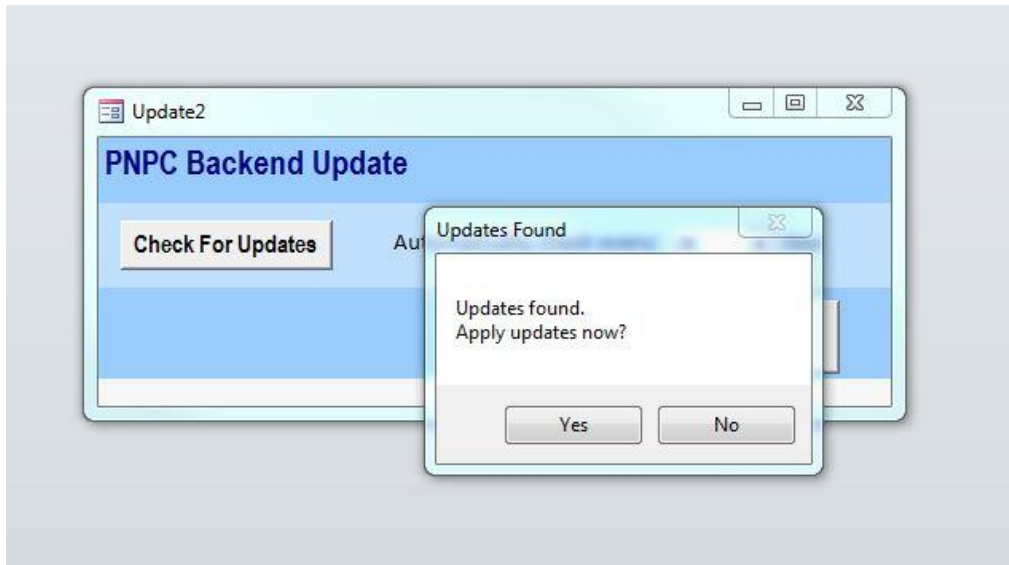 Update2
PNPC Backend Update
Check For Updates
Updates Found
Updates found.
Apply updates now?
Yes
No